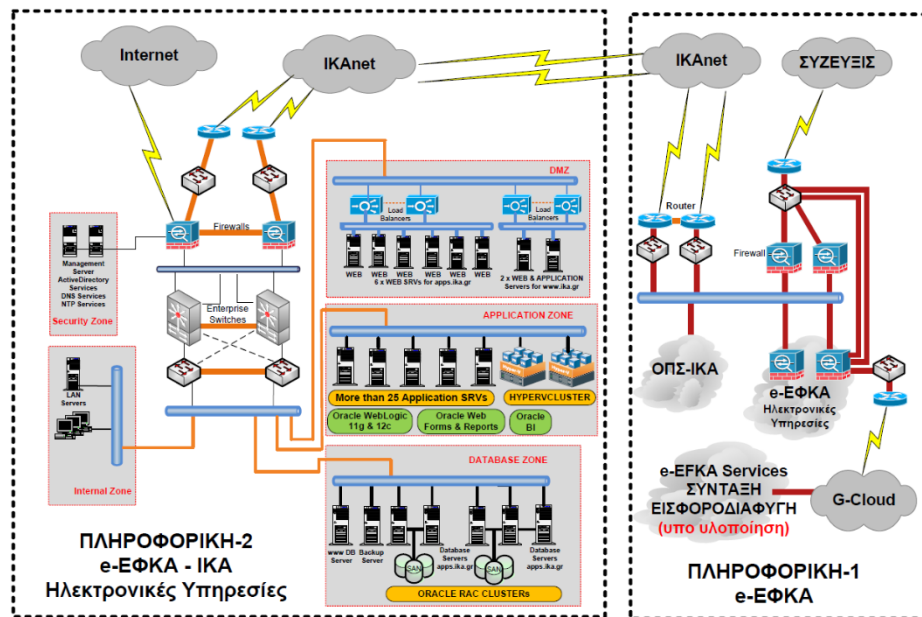 Internet
IKAnet
IKAnet
ΣΥΖΕΥΞΙΣ
DMZ
Load
Balancers
Load
Balancers
WEB
WEB
WEB
WEB
WEB
WEB
6 x WEB SRVs for apps.ika.gr
2 x WEB & APPLICATION
Servers for www.ika.gr
Firewalls
Management
Server
ActiveDirectory
Services
DNS Services
NTP Services
Security Zone
Enterprise
Switches
APPLICATION ZONE
More than 25 Application SRVs
HYPERVCLUSTER
Oracle WebLogic
11g & 12c
Oracle Web
Forms & Reports
Oracle
BI
LAN
Servers
Internal Zone
DATABASE ZONE
www DB
Server
Backup
Server
Database
Servers
apps.ika.gr
Database
Servers
apps.ika.gr
SAN
SAN
ORACLE RAC CLUSTERs
ΠΛΗΡΟΦΟΡΙΚΗ-2
e-ΕΦΚΑ - ΙΚΑ
Ηλεκτρονικές Υπηρεσίες
Router
Firewall
ΟΠΣ-ΙΚΑ
e-ΕΦΚΑ
Ηλεκτρονικές
Υπηρεσίες
e-EFKA Services
ΣΥΝΤΑΞΗ
ΕΙΣΦΟΡΟΔΙΑΦΥΓΗ
(υπο υλοποίηση)
G-Cloud
ΠΛΗΡΟΦΟΡΙΚΗ-1
e-ΕΦΚΑ